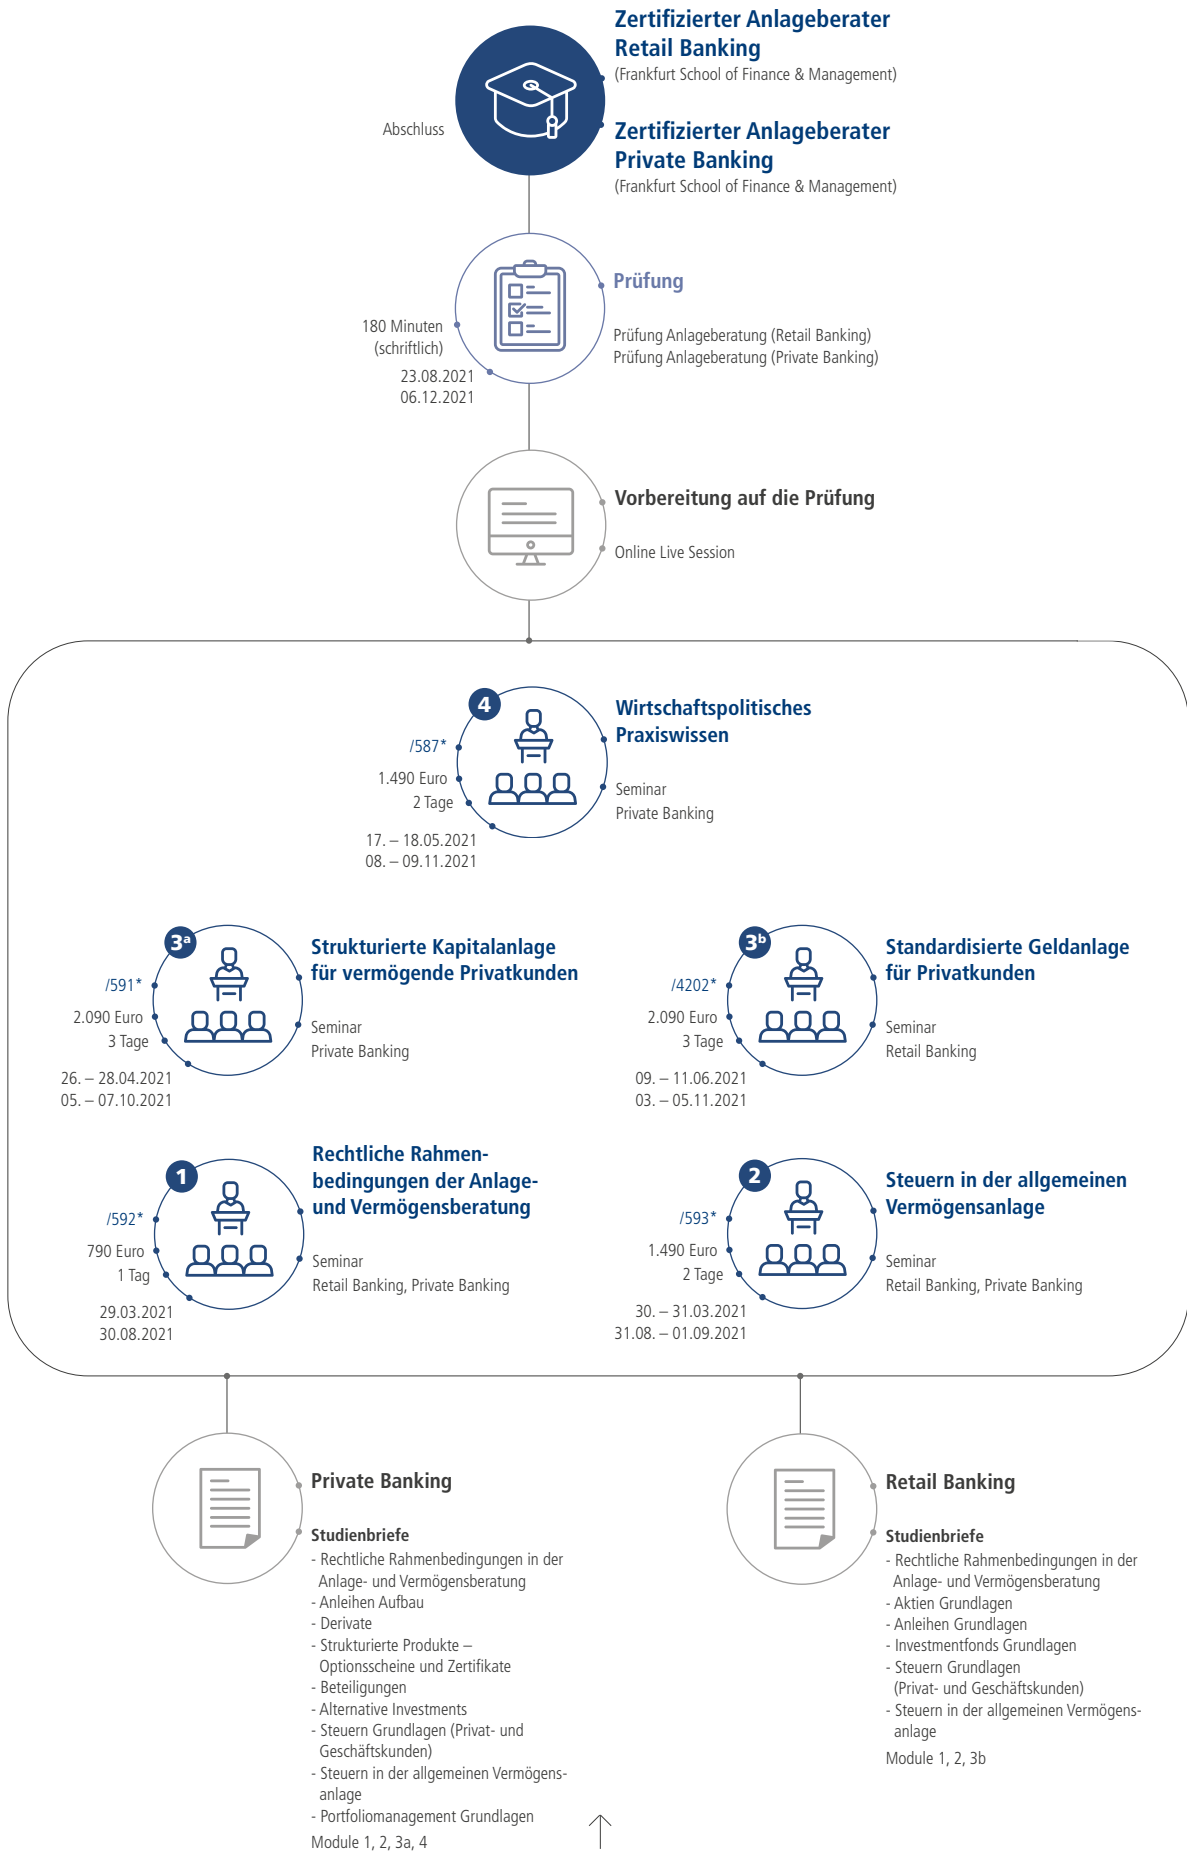 Zertifizierter Anlageberater
Retail Banking
(Frankfurt School of Finance & Management)
Abschluss
Zertifizierter Anlageberater
Private Banking
(Frankfurt School of Finance & Management)
Prüfung
180 Minuten
(schriftlich)
23.08.2021
06.12.2021
Prüfung Anlageberatung (Retail Banking)
Prüfung Anlageberatung (Private Banking)
Vorbereitung auf die Prüfung
Online Live Session
4
Wirtschaftspolitisches
Praxiswissen
/587*
1.490 Euro
2 Tage
17. – 18.05.2021
08. – 09.11.2021
Seminar
Private Banking
3a
Strukturierte Kapitalanlage
für vermögende Privatkunden
/591*
2.090 Euro
3 Tage
26. – 28.04.2021
05. – 07.10.2021
Seminar
Private Banking
3b
Standardisierte Geldanlage
für Privatkunden
/4202*
2.090 Euro
3 Tage
09. – 11.06.2021
03. – 05.11.2021
Seminar
Retail Banking
1
Rechtliche Rahmen-
bedingungen der Anlage-
und Vermögensberatung
/592*
790 Euro
1 Tag
29.03.2021
30.08.2021
Seminar
Retail Banking, Private Banking
2
Steuern in der allgemeinen
Vermögensanlage
/593*
1.490 Euro
2 Tage
30. – 31.03.2021
31.08. – 01.09.2021
Seminar
Retail Banking, Private Banking
Private Banking
Studienbriefe
- Rechtliche Rahmenbedingungen in der
Anlage- und Vermögensberatung
- Anleihen Aufbau
- Derivate
- Strukturierte Produkte –
Optionsscheine und Zertifikate
- Beteiligungen
- Alternative Investments
- Steuern Grundlagen (Privat- und
Geschäftskunden)
- Steuern in der allgemeinen Vermögens-
anlage
- Portfoliomanagement Grundlagen
Module 1, 2, 3a, 4
Retail Banking
Studienbriefe
- Rechtliche Rahmenbedingungen in der
Anlage- und Vermögensberatung
- Aktien Grundlagen
- Anleihen Grundlagen
- Investmentfonds Grundlagen
- Steuern Grundlagen
(Privat- und Geschäftskunden)
- Steuern in der allgemeinen Vermögens-
anlage
Module 1, 2, 3b